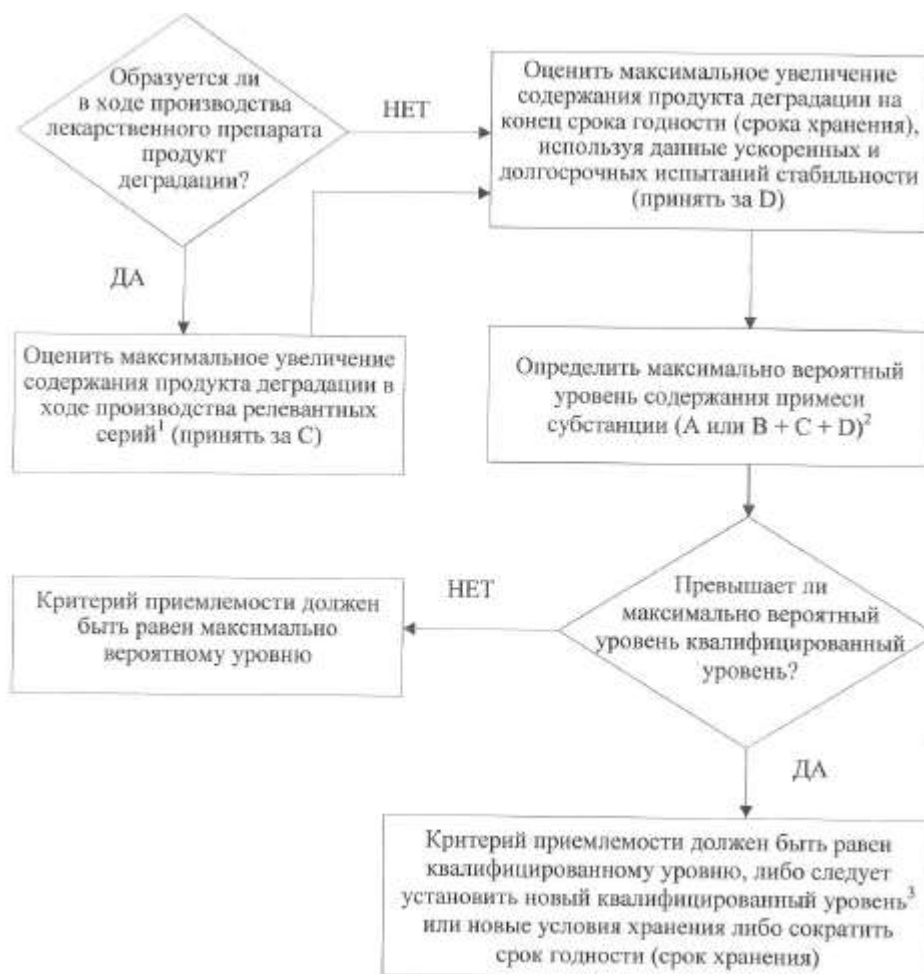 Образуется ли
в ходе производства
лекарственного препарата
продукт
деградации?
НЕТ
Оценить максимальное увеличение
содержания продукта деградации на
конец срока годности (срока хранения),
используя данные ускоренных и
долгосрочных испытаний стабильности
(принять за D)
ДА
Оценить максимальное увеличение
содержания продукта деградации в
ходе производства релевантных
серий¹ (принять за С)
Определить максимально вероятный
уровень содержания примеси
субстанции (А или В + С + D)²
НЕТ
Критерий приемлемости должен
быть равен максимально
вероятному уровню
Превышает ли
максимально вероятный
уровень квалифицированный
уровень?
ДА
Критерий приемлемости должен быть равен
квалифицированному уровню, либо следует
установить новый квалифицированный уровень³
или новые условия хранения либо сократить
срок годности (срок хранения)